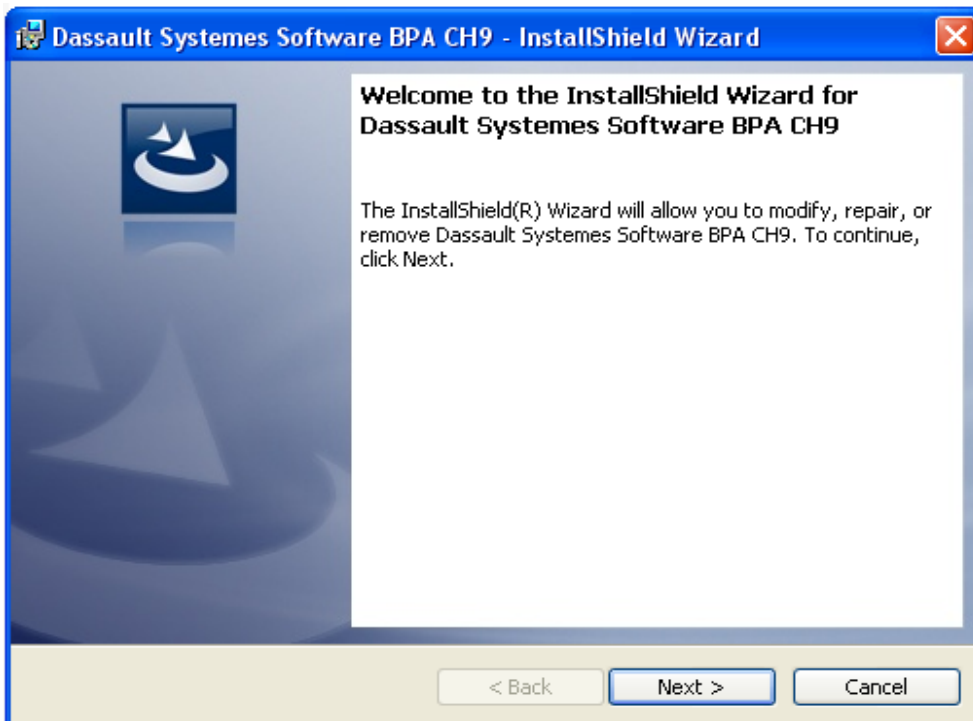 Dassault Systemes Software BPA CH9 - InstallShield Wizard
Welcome to the InstallShield Wizard for
Dassault Systemes Software BPA CH9
The InstallShield(R) Wizard will allow you to modify, repair, or
remove Dassault Systemes Software BPA CH9. To continue,
click Next.
< Back Next > Cancel